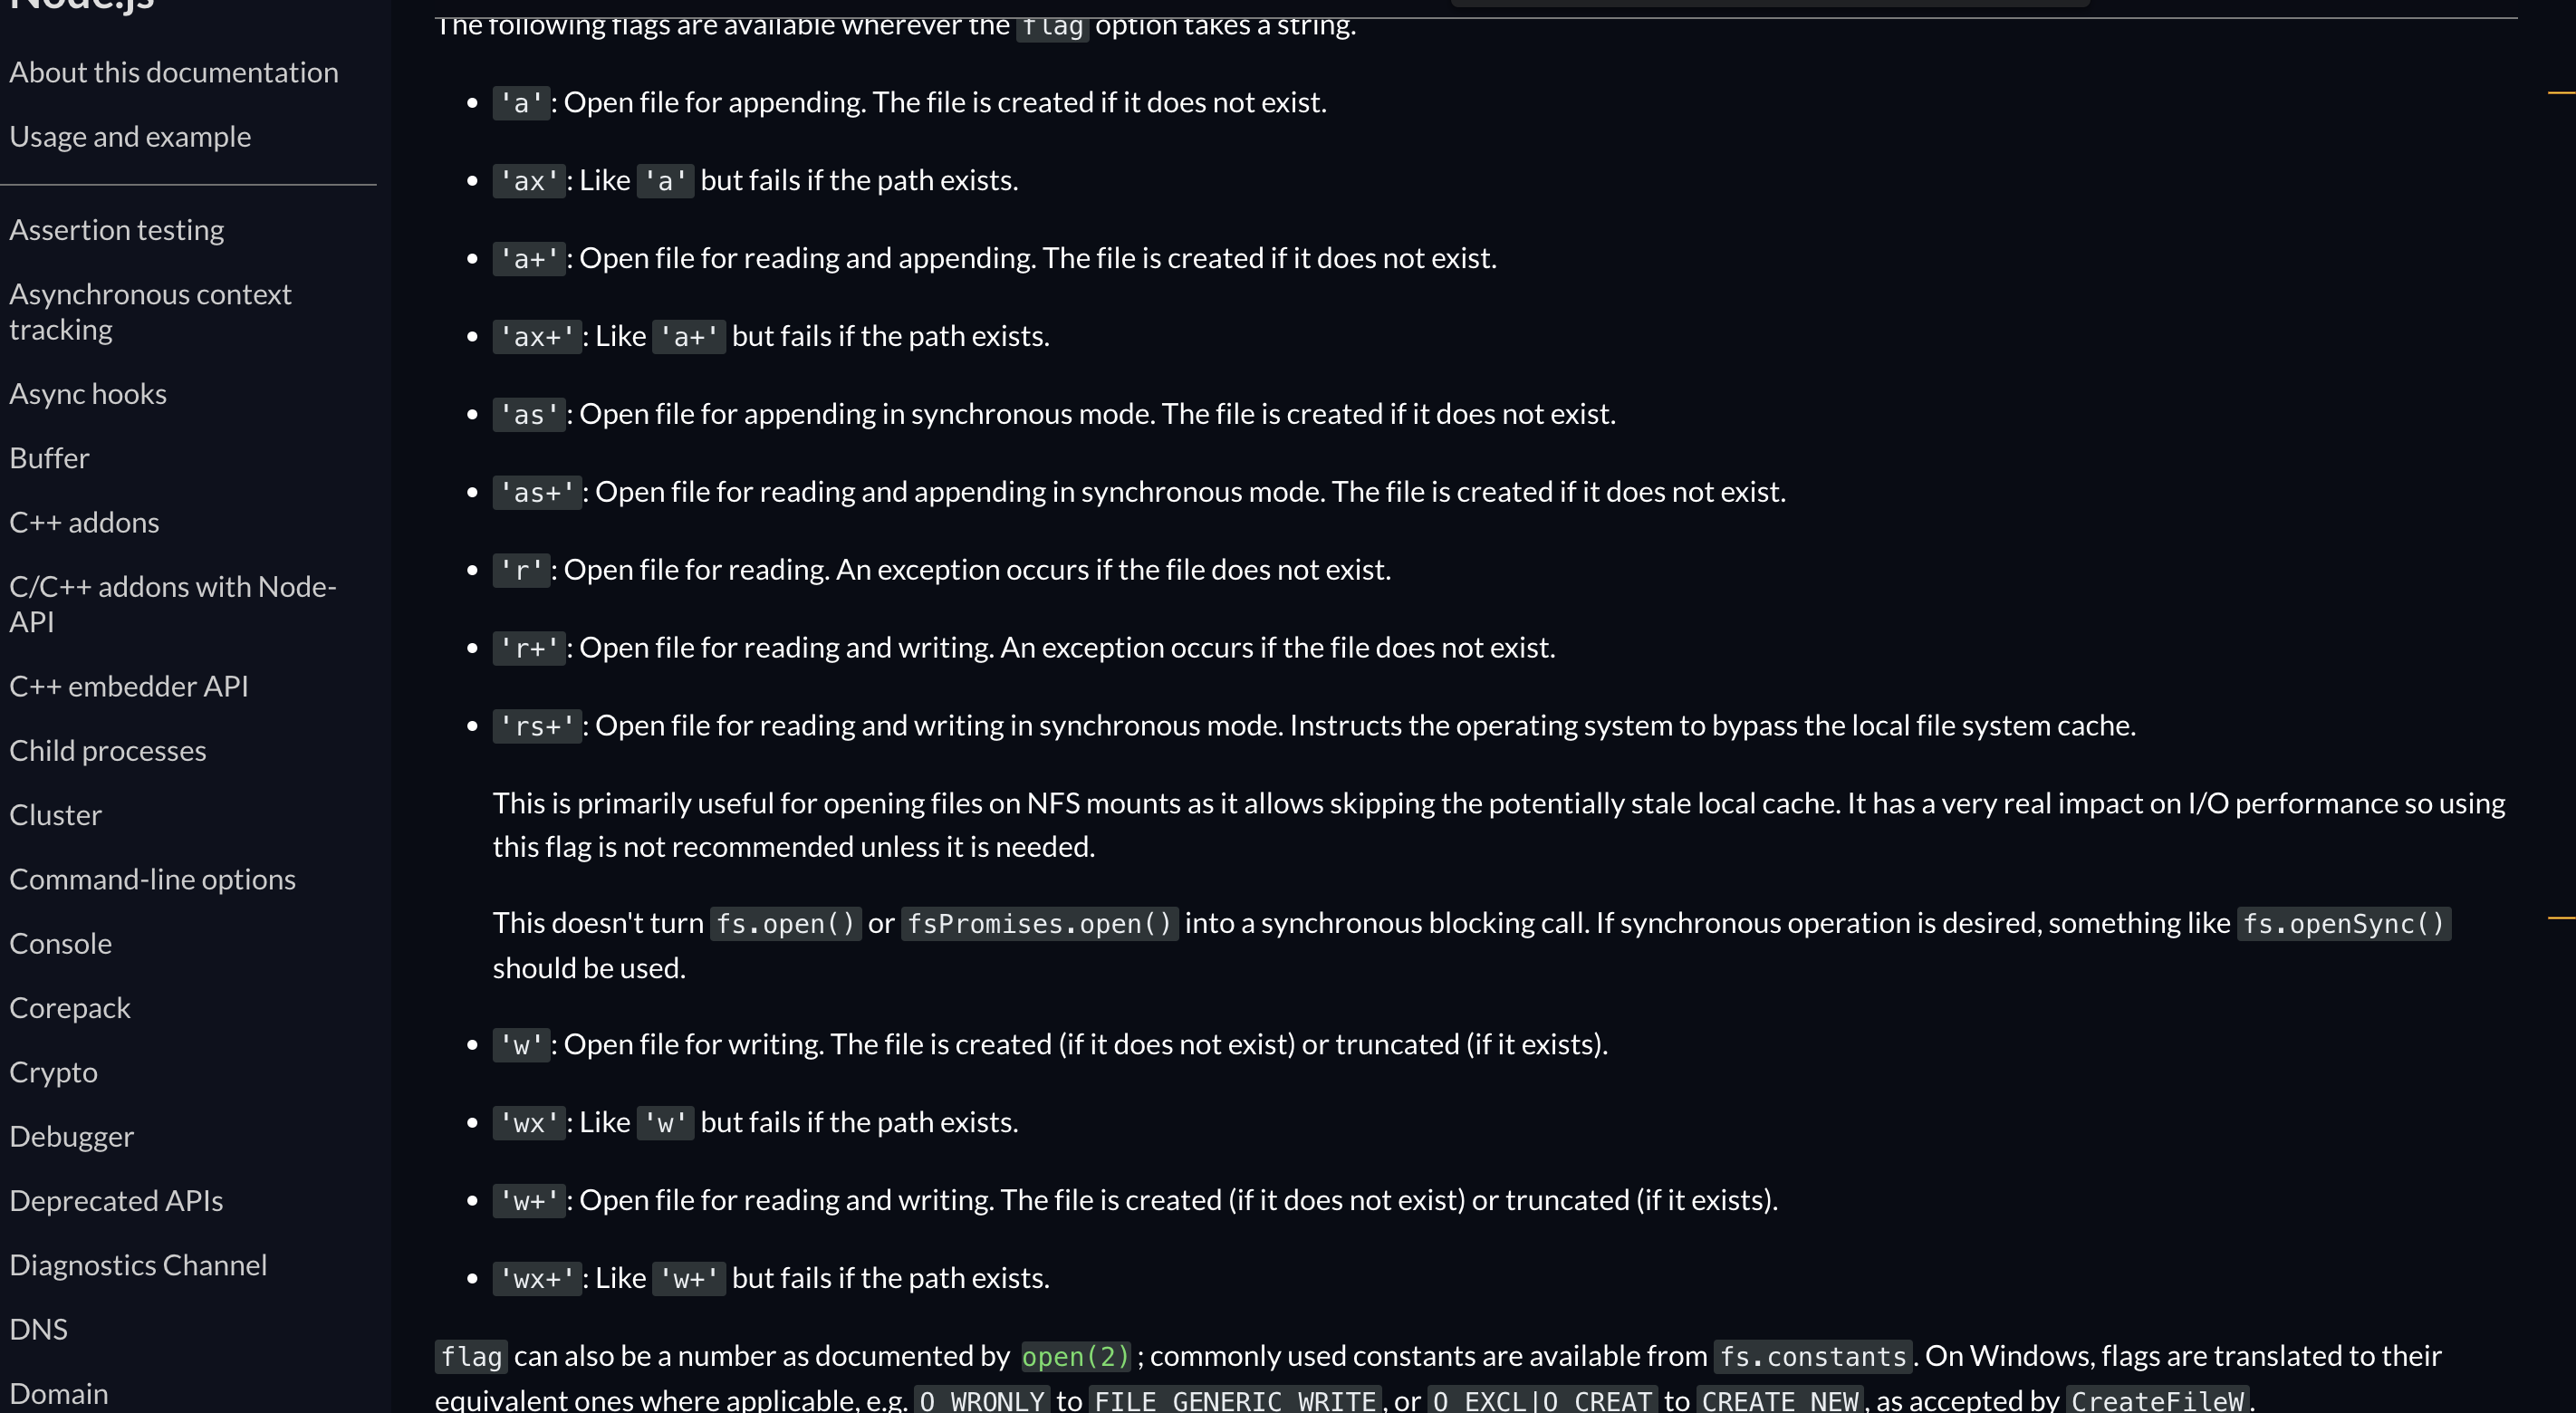 Node.js
About this documentation
Usage and example
Assertion testing
Asynchronous context
tracking
Async hooks
Buffer
C++ addons
C/C++ addons with Node-
API
C++ embedder API
Child processes
Cluster
Command-line options
Console
Corepack
Crypto
Debugger
Deprecated APIs
Diagnostics Channel
DNS
Domain
The following flags are available wherever the flag option takes a string.
'a': Open file for appending. The file is created if it does not exist.
'ax': Like 'a' but fails if the path exists.
'a+': Open file for reading and appending. The file is created if it does not exist.
'ax+': Like 'a+' but fails if the path exists.
'as': Open file for appending in synchronous mode. The file is created if it does not exist.
'as+': Open file for reading and appending in synchronous mode. The file is created if it does not exist.
'r': Open file for reading. An exception occurs if the file does not exist.
'r+': Open file for reading and writing. An exception occurs if the file does not exist.
'rs+': Open file for reading and writing in synchronous mode. Instructs the operating system to bypass the local file system cache.
This is primarily useful for opening files on NFS mounts as it allows skipping the potentially stale local cache. It has a very real impact on I/O performance so using
this flag is not recommended unless it is needed.
This doesn't turn fs.open() or fsPromises.open() into a synchronous blocking call. If synchronous operation is desired, something like fs.openSync()
should be used.
'w': Open file for writing. The file is created (if it does not exist) or truncated (if it exists).
'wx': Like 'w' but fails if the path exists.
'w+': Open file for reading and writing. The file is created (if it does not exist) or truncated (if it exists).
'wx+': Like 'w+' but fails if the path exists.
flag can also be a number as documented by open(2); commonly used constants are available from fs.constants. On Windows, flags are translated to their
equivalent ones where applicable, e.g. O_WRONLY to FILE_GENERIC_WRITE, or O_EXCL|O_CREAT to CREATE_NEW, as accepted by CreateFileW.